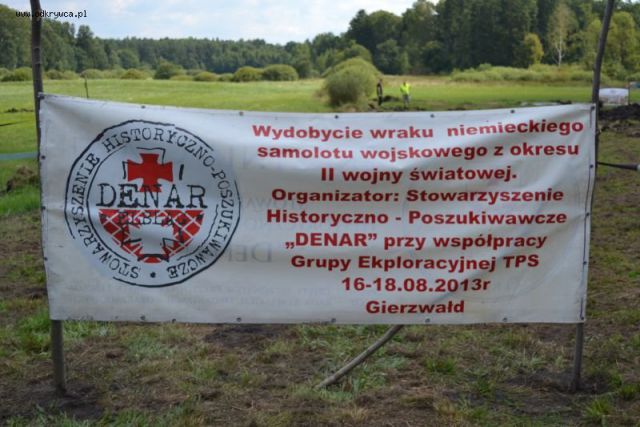 www.odkrywca.pl
STOWARZYSZENIE HISTORYCZNO-POSZUKIWAWCZE
DENAR
Wydobycie wraku niemieckiego
samolotu wojskowego z okresu
II wojny światowej.
Organizator: Stowarzyszenie
Historyczno - Poszukiwawcze
„DENAR” przy współpracy
Grupy Ekploracyjnej TPS
16-18.08.2013r
Gierzwałd